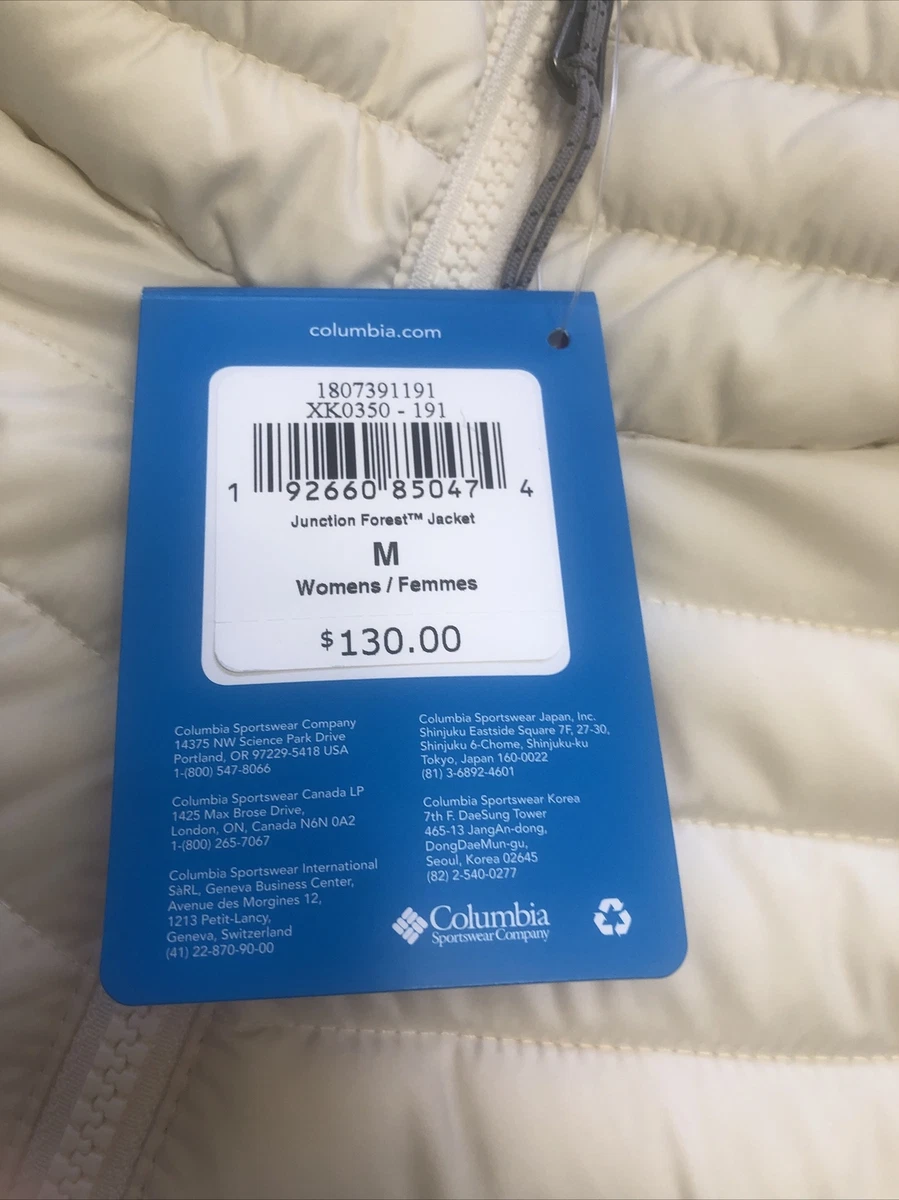 columbia.com
1807391191
XK0350 - 191
1 92660 85047 4
Junction Forest™ Jacket
M
Womens / Femmes
$130.00
Columbia Sportswear Company
14375 NW Science Park Drive
Portland, OR 97229-5418 USA
1-(800) 547-8066
Columbia Sportswear Canada LP
1425 Max Brose Drive,
London, ON, Canada N6N 0A2
1-(800) 265-7067
Columbia Sportswear International
SàRL, Geneva Business Center,
Avenue des Morgines 12,
1213 Petit-Lancy,
Geneva, Switzerland
(41) 22-870-90-00
Columbia Sportswear Japan, Inc.
Shinjuku Eastside Square 7F, 27-30,
Shinjuku 6-Chome, Shinjuku-ku
Tokyo, Japan 160-0022
(81) 3-6892-4601
Columbia Sportswear Korea
7th F. DaeSung Tower
465-13 JangAn-dong,
DongDaeMun-gu,
Seoul, Korea 02645
(82) 2-540-0277
Columbia
Sportswear Company